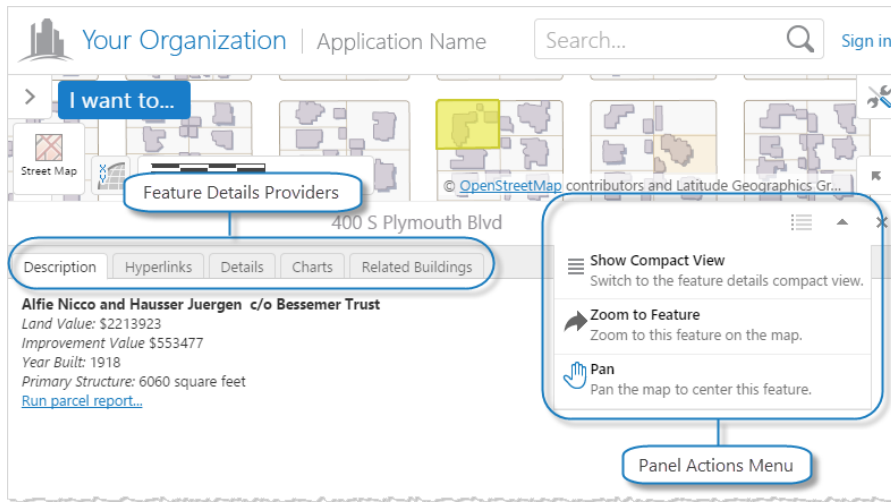 Your Organization | Application Name
Search...
Sign in
I want to...
Street Map
© OpenStreetMap contributors and Latitude Geographics Gr...
Feature Details Providers
400 S Plymouth Blvd
Description
Hyperlinks
Details
Charts
Related Buildings
Alfie Nicco and Hausser Juergen c/o Bessemer Trust
Land Value: $2213923
Improvement Value $553477
Year Built: 1918
Primary Structure: 6060 square feet
Run parcel report...
Show Compact View
Switch to the feature details compact view.
Zoom to Feature
Zoom to this feature on the map.
Pan
Pan the map to center this feature.
Panel Actions Menu